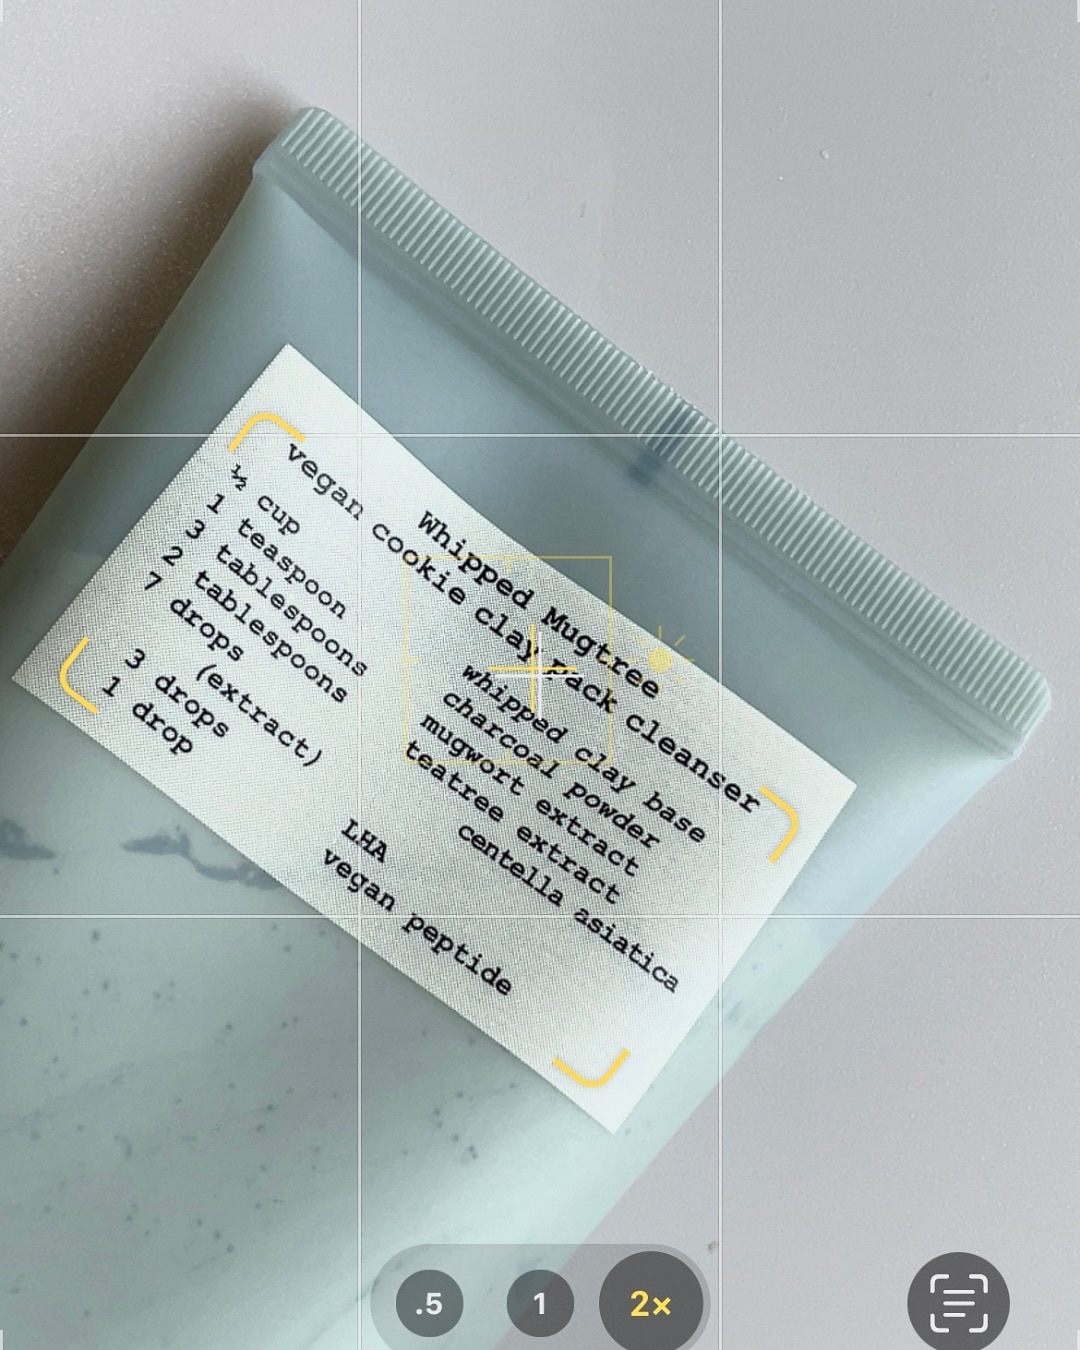 Whipped Mugtree
vegan cookie clay pack cleanser
½ cup whipped clay base
1 teaspoon charcoal powder
3 tablespoons mugwort extract
2 tablespoons teatree extract
7 drops centella asiatica
(extract)
3 drops LHA
1 drop vegan peptide
.5 1 2×